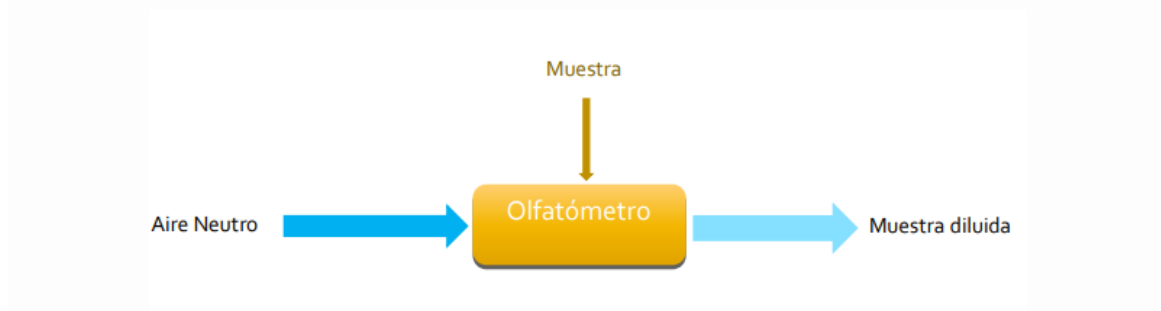 Muestra
Olfatómetro
Aire Neutro
Muestra diluida